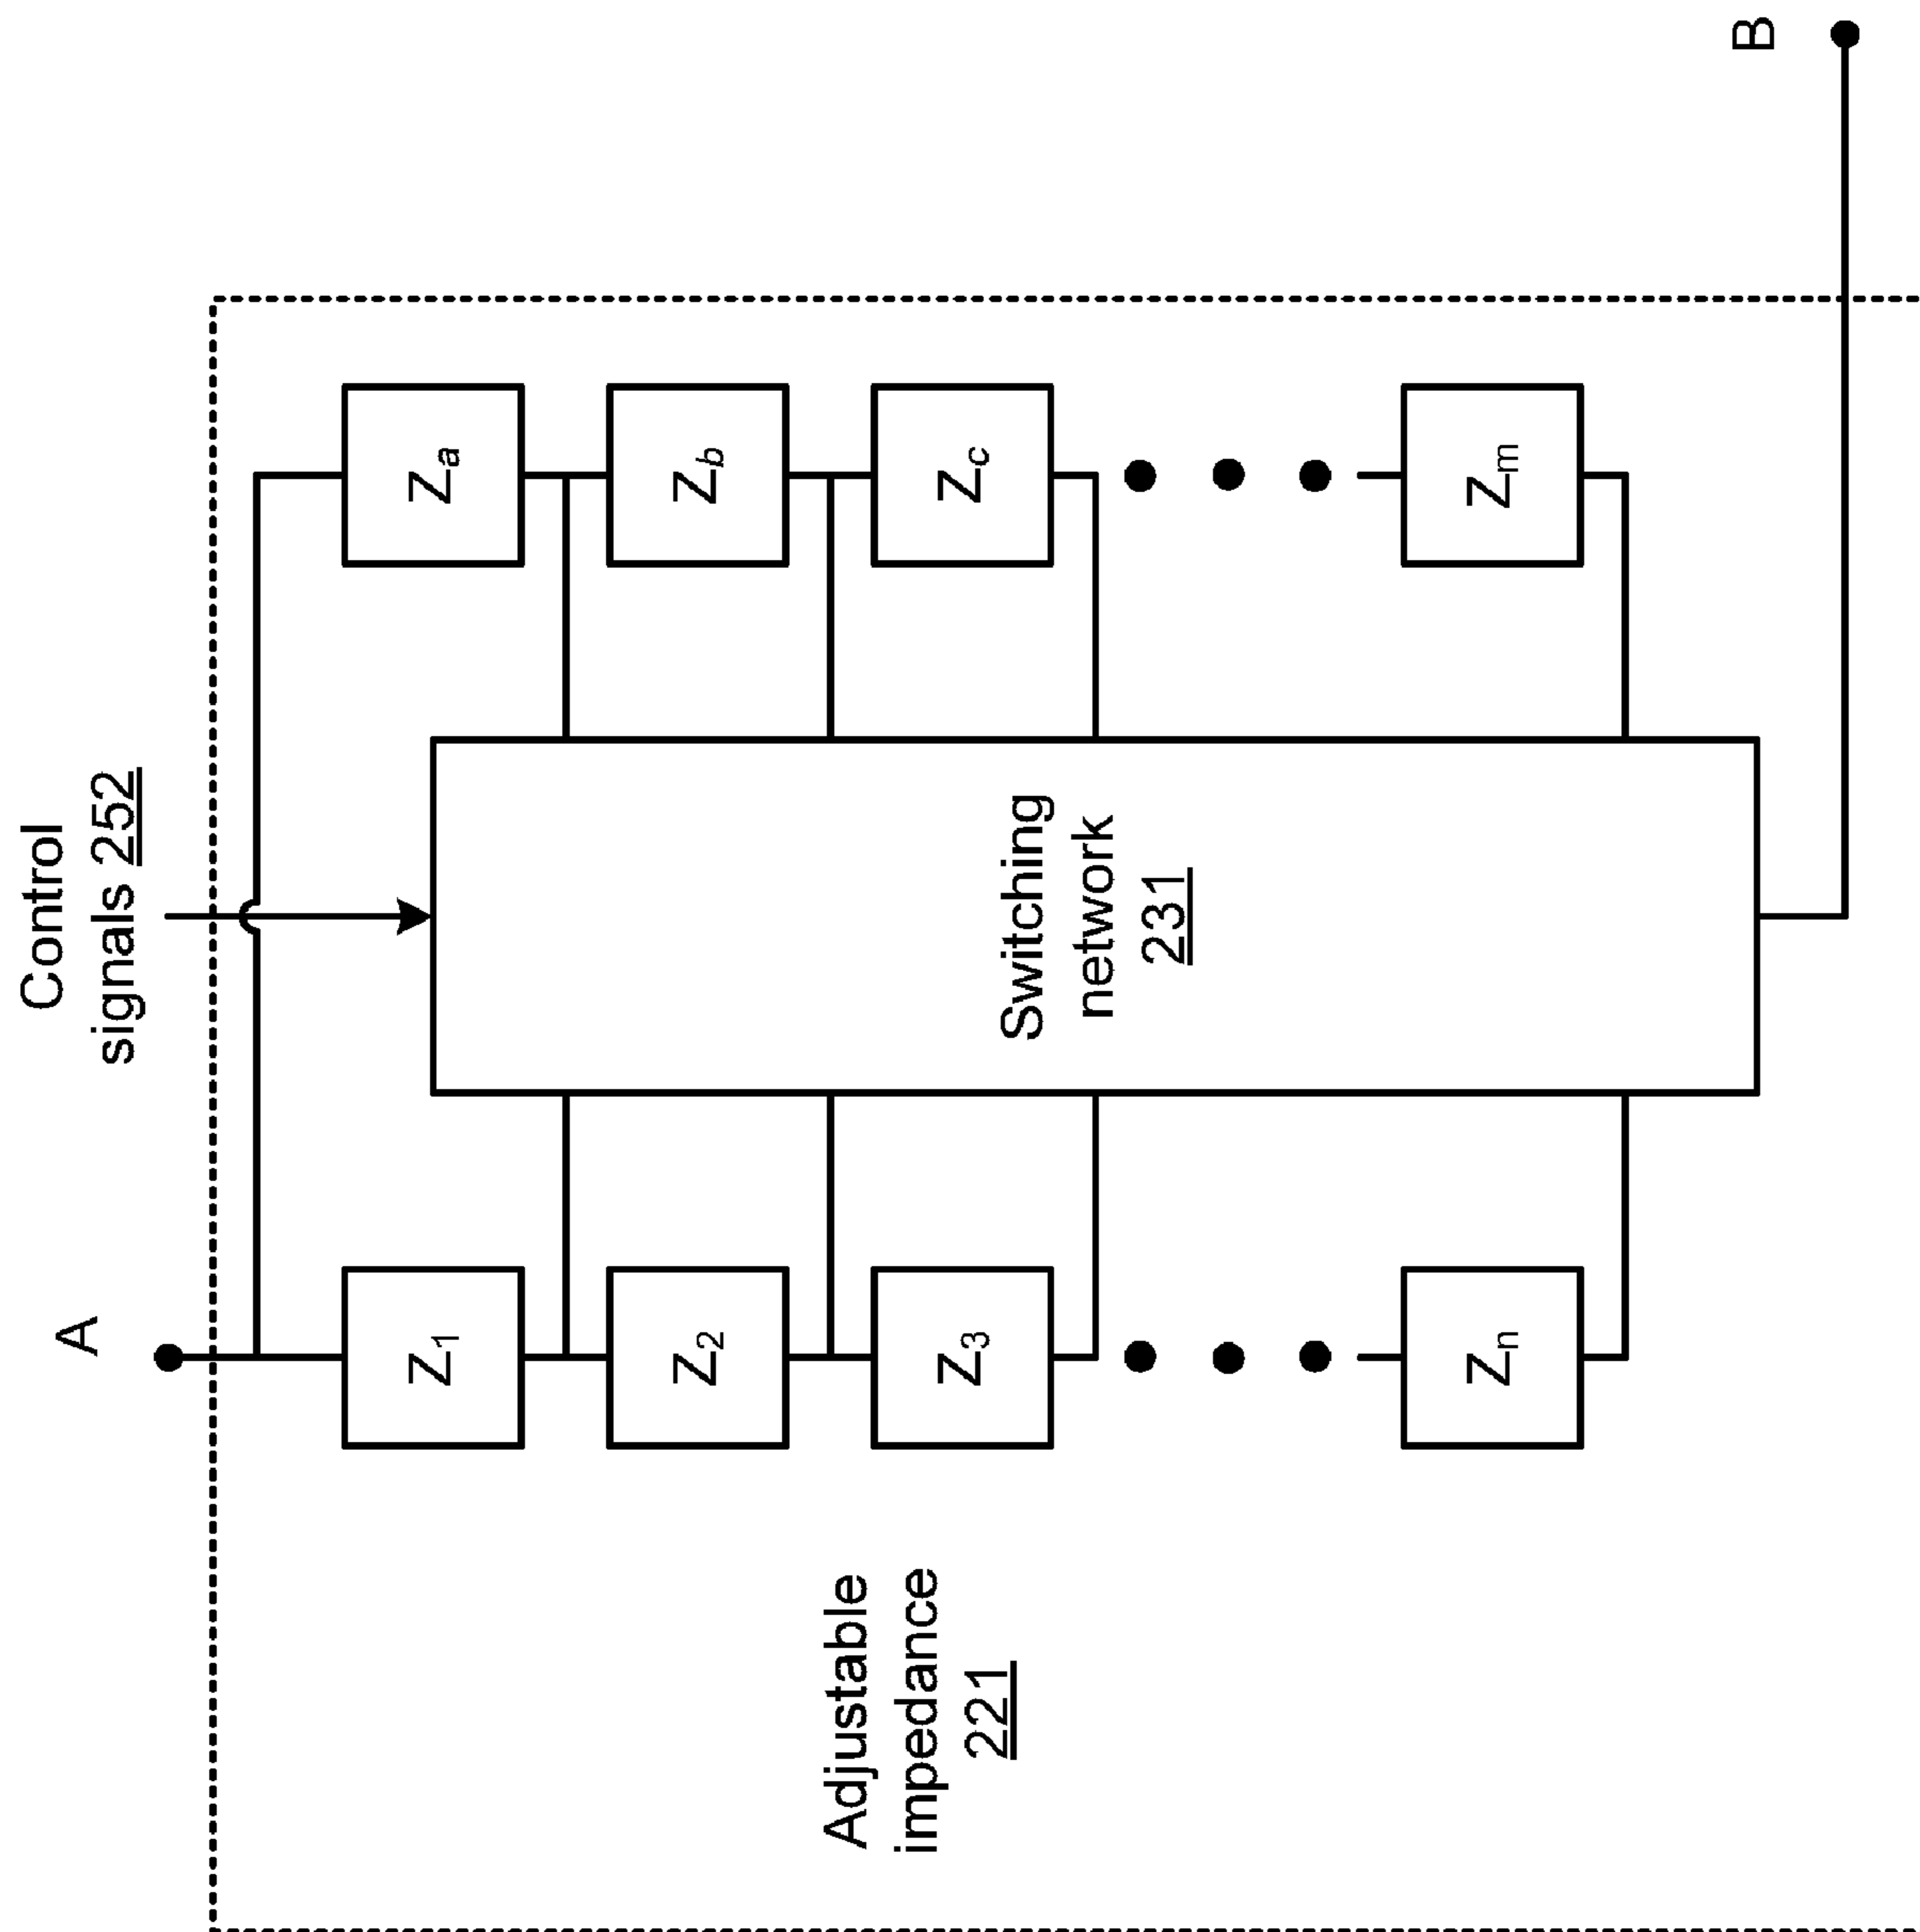 Control
signals 252
A
B
Z1
Z2
Z3
Zn
Za
Zb
Zc
Zm
Switching
network
231
Adjustable
impedance
221